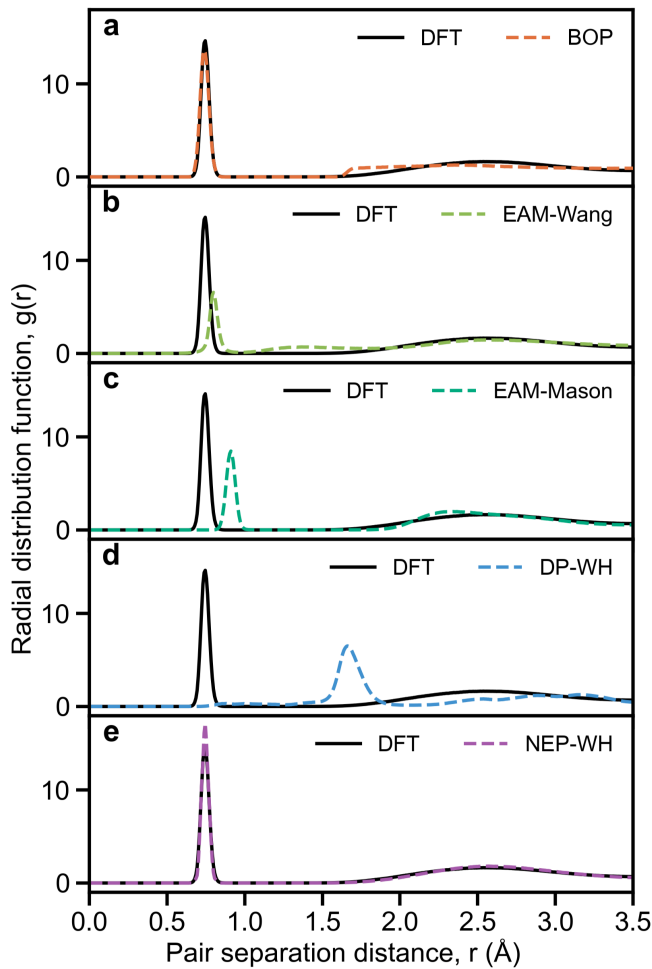 a
DFT
BOP
10
0
b
DFT
EAM-Wang
10
0
c
DFT
EAM-Mason
10
0
d
DFT
DP-WH
10
0
e
DFT
NEP-WH
10
0
Radial distribution function, g(r)
0.0 0.5 1.0 1.5 2.0 2.5 3.0 3.5
Pair separation distance, r (Å)